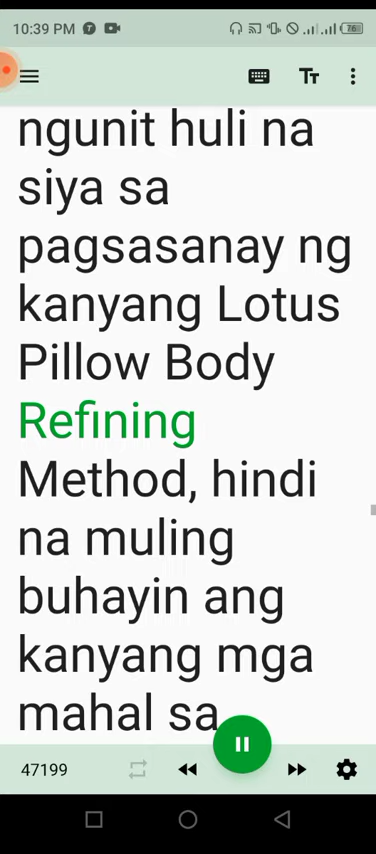 10:39 PM
76
ngunit huli na
siya sa
pagsasanay ng
kanyang Lotus
Pillow Body
Refining
Method, hindi
na muling
buhayin ang
kanyang mga
mahal sa
47199